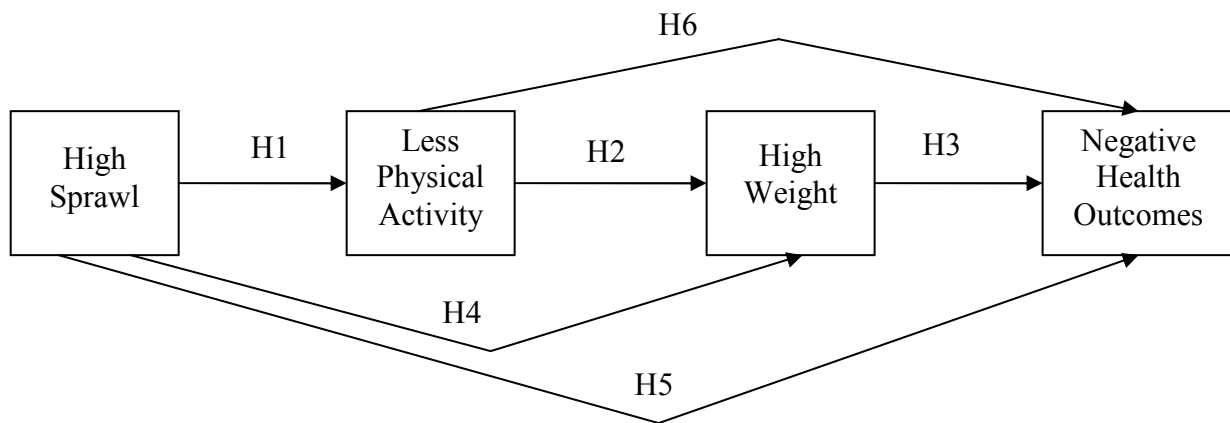 H6
High
Sprawl
H1
Less
Physical
Activity
H2
High
Weight
H3
Negative
Health
Outcomes
H4
H5